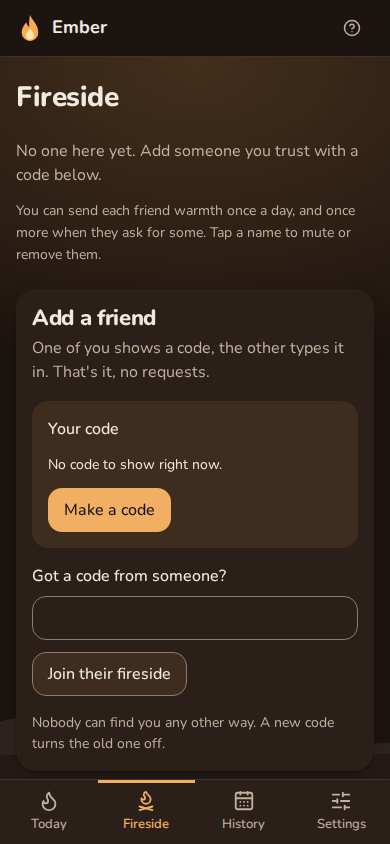 Ember
Fireside
No one here yet. Add someone you trust with a
code below.
You can send each friend warmth once a day, and once
more when they ask for some. Tap a name to mute or
remove them.
Add a friend
One of you shows a code, the other types it
in. That's it, no requests.
Your code
No code to show right now.
Make a code
Got a code from someone?
Join their fireside
Nobody can find you any other way. A new code
turns the old one off.
Today
Fireside
History
Settings